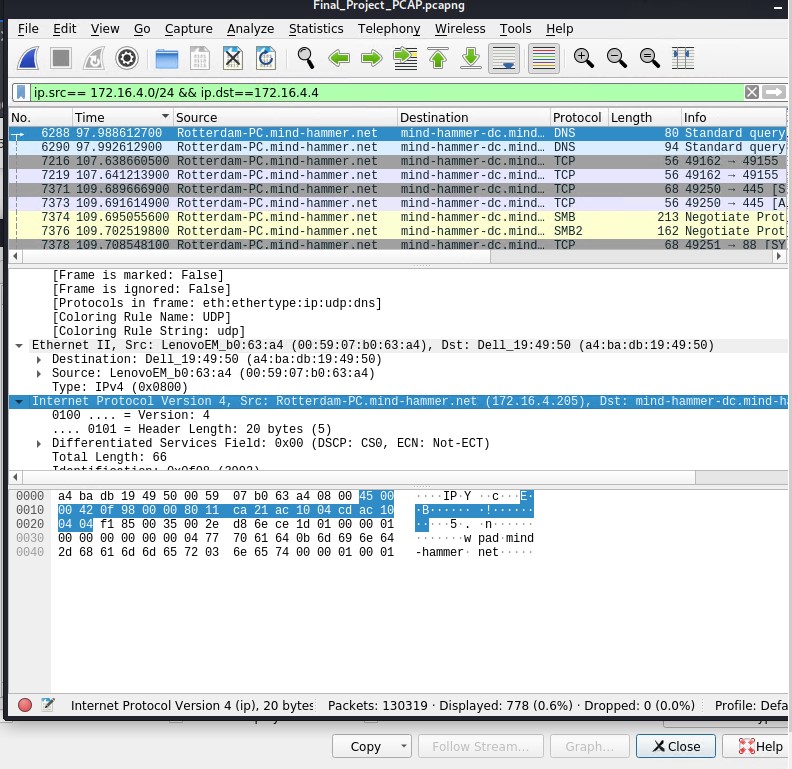 Final_Project_PCAP.pcapng
File Edit View Go Capture Analyze Statistics Telephony Wireless Tools Help
ip.src== 172.16.4.0/24 && ip.dst==172.16.4.4
No. Time Source Destination Protocol Length Info
6288 97.988612700 Rotterdam-PC.mind-hammer.net mind-hammer-dc.mind… DNS 80 Standard query
6290 97.992612900 Rotterdam-PC.mind-hammer.net mind-hammer-dc.mind… DNS 94 Standard query
7216 107.638660500 Rotterdam-PC.mind-hammer.net mind-hammer-dc.mind… TCP 56 49162 → 49155
7219 107.641213900 Rotterdam-PC.mind-hammer.net mind-hammer-dc.mind… TCP 56 49162 → 49155
7371 109.689666900 Rotterdam-PC.mind-hammer.net mind-hammer-dc.mind… TCP 68 49250 → 445 [S
7373 109.691614900 Rotterdam-PC.mind-hammer.net mind-hammer-dc.mind… TCP 56 49250 → 445 [A
7374 109.695055600 Rotterdam-PC.mind-hammer.net mind-hammer-dc.mind… SMB 213 Negotiate Prot
7376 109.702519800 Rotterdam-PC.mind-hammer.net mind-hammer-dc.mind… SMB2 162 Negotiate Prot
7378 109.708548100 Rotterdam-PC.mind-hammer.net mind-hammer-dc.mind… TCP 68 49251 → 88 [SY
[Frame is marked: False]
[Frame is ignored: False]
[Protocols in frame: eth:ethertype:ip:udp:dns]
[Coloring Rule Name: UDP]
[Coloring Rule String: udp]
Ethernet II, Src: LenovoEM_b0:63:a4 (00:59:07:b0:63:a4), Dst: Dell_19:49:50 (a4:ba:db:19:49:50)
Destination: Dell_19:49:50 (a4:ba:db:19:49:50)
Source: LenovoEM_b0:63:a4 (00:59:07:b0:63:a4)
Type: IPv4 (0x0800)
Internet Protocol Version 4, Src: Rotterdam-PC.mind-hammer.net (172.16.4.205), Dst: mind-hammer-dc.mind-h
0100 .... = Version: 4
.... 0101 = Header Length: 20 bytes (5)
Differentiated Services Field: 0x00 (DSCP: CS0, ECN: Not-ECT)
Total Length: 66
Identification: 0x0f98 (3992)
0000 a4 ba db 19 49 50 00 59 07 b0 63 a4 08 00 45 00 ····IP·Y ··c···E·
0010 00 42 0f 98 00 00 80 11 ca 21 ac 10 04 cd ac 10 ·B······ ·!······
0020 04 04 f1 85 00 35 00 2e d8 6e ce 1d 01 00 00 01 ·····5·. ·n······
0030 00 00 00 00 00 00 04 77 70 61 64 0b 6d 69 6e 64 ·······w pad·mind
0040 2d 68 61 6d 6d 65 72 03 6e 65 74 00 00 01 00 01 -hammer· net·····
Internet Protocol Version 4 (ip), 20 bytes Packets: 130319 · Displayed: 778 (0.6%) · Dropped: 0 (0.0%) Profile: Defa
Copy Follow Stream... Graph... Close Help